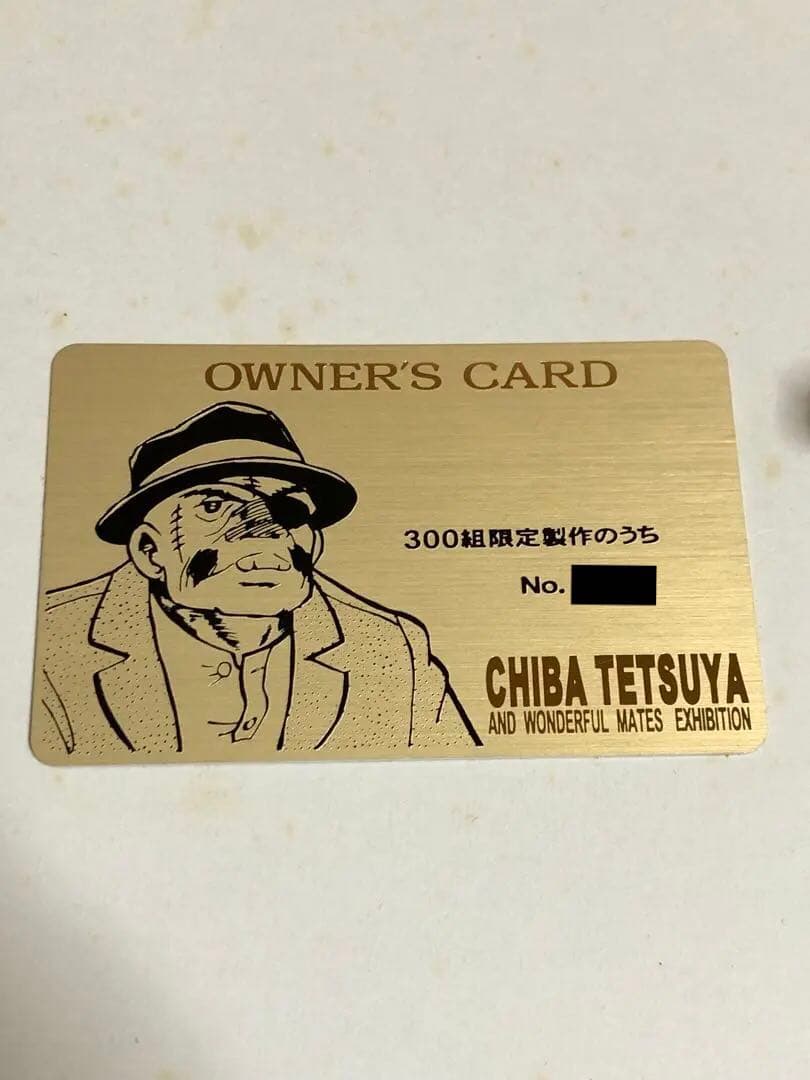 OWNER'S CARD
300組限定製作のうち
No.
CHIBA TETSUYA
AND WONDERFUL MATES EXHIBITION